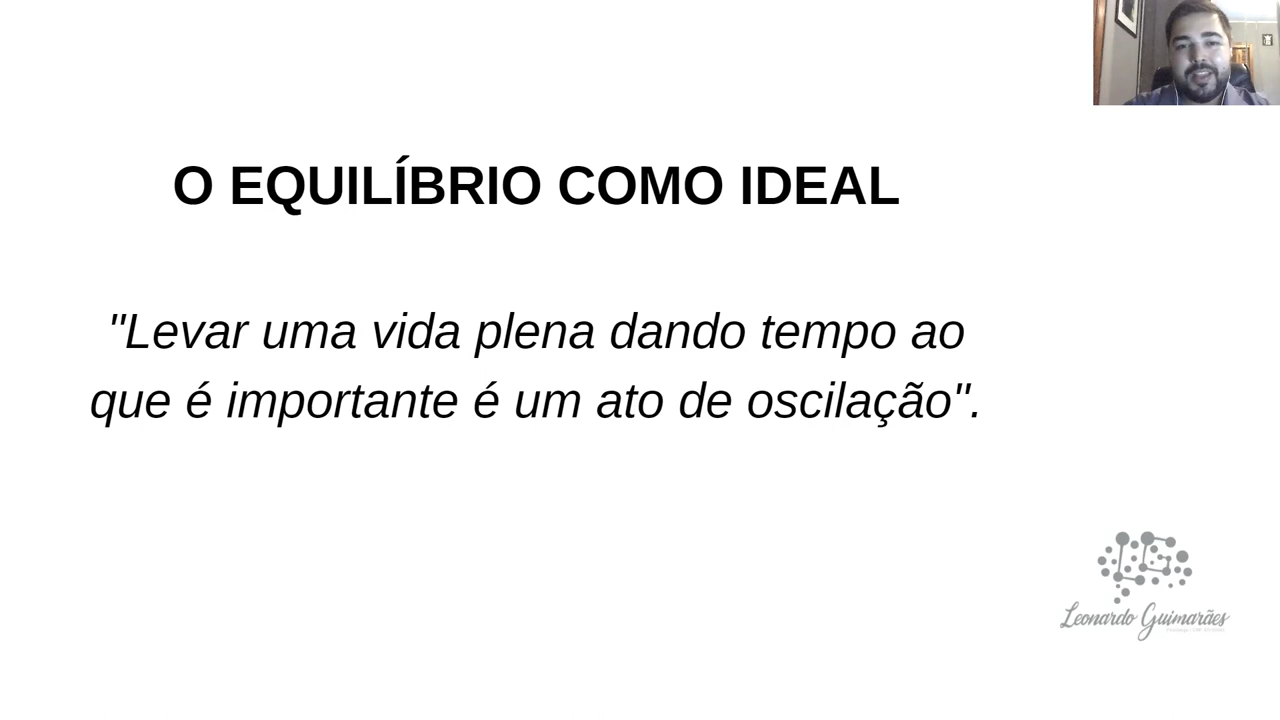 O EQUILÍBRIO COMO IDEAL
"Levar uma vida plena dando tempo ao
que é importante é um ato de oscilação".
Leonardo Guimarães